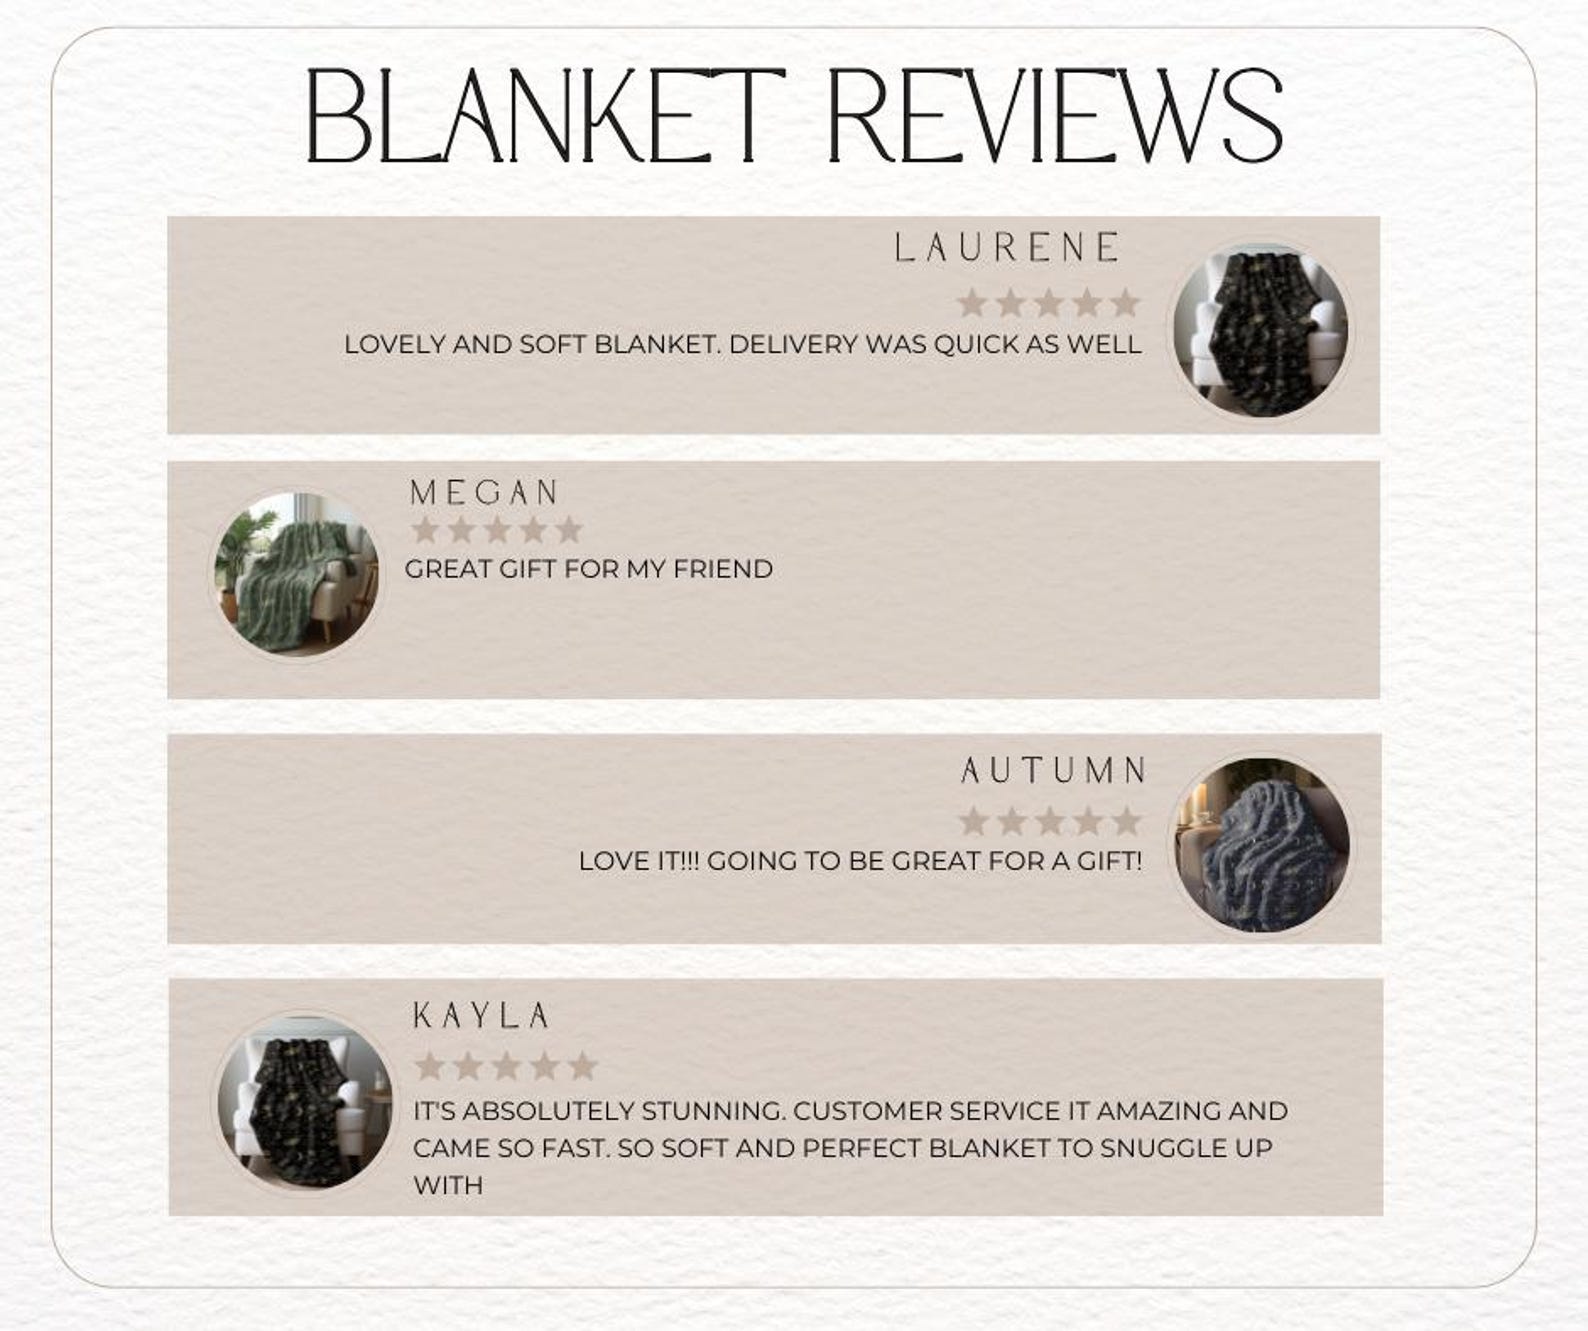 BLANKET REVIEWS
LAURENE
LOVELY AND SOFT BLANKET. DELIVERY WAS QUICK AS WELL
MEGAN
GREAT GIFT FOR MY FRIEND
AUTUMN
LOVE IT!!! GOING TO BE GREAT FOR A GIFT!
KAYLA
IT'S ABSOLUTELY STUNNING. CUSTOMER SERVICE IT AMAZING AND
CAME SO FAST. SO SOFT AND PERFECT BLANKET TO SNUGGLE UP
WITH